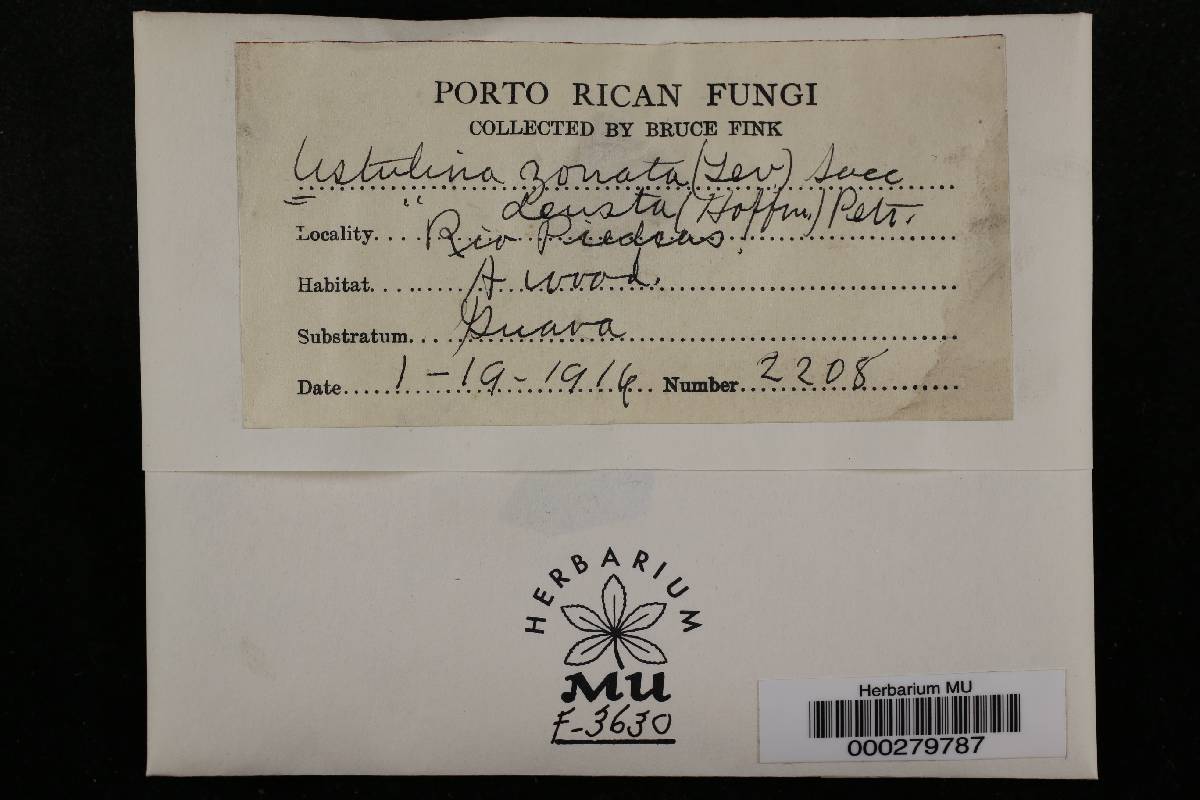 PORTO RICAN FUNGI
COLLECTED BY BRUCE FINK
Ustulina zonata (Lev) Sacc
= " deusta (Hoffm.) Petr.
Locality.... Rio Piedras.
Habitat.... A wood.
Substratum... Guava
Date.... 1-19-1916 Number. 2208
HERBARIUM
MU
F-3630
Herbarium MU
000279787